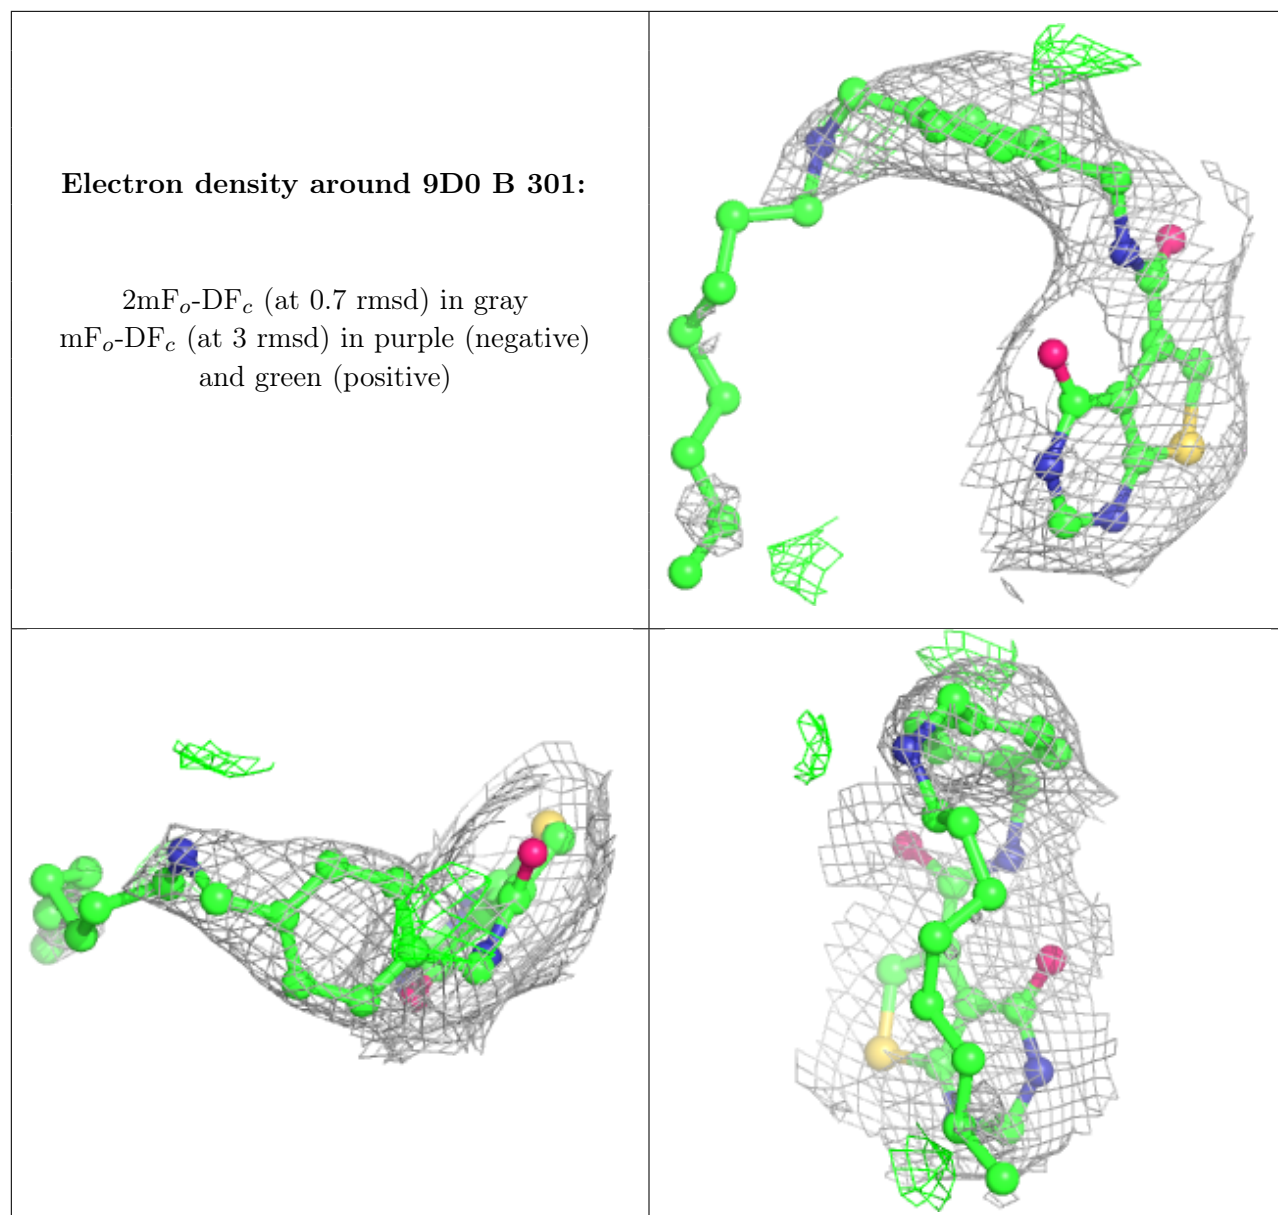 Electron density around 9D0 B 301:
2mFo-DFc (at 0.7 rmsd) in gray
mFo-DFc (at 3 rmsd) in purple (negative)
and green (positive)